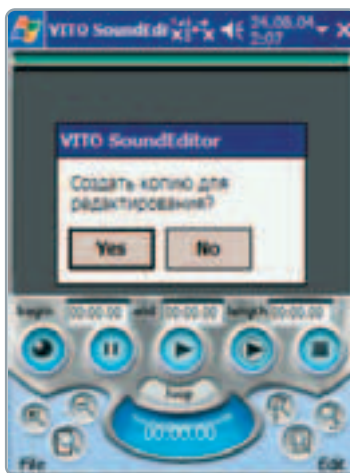 VITO SoundEdi 24.08.04
2:07
VITO SoundEditor
Создать копию для
редактирования?
Yes No
begin 00:00.00 end 00:00.00 length 00:00.00
loop
00:00.00
File Edit